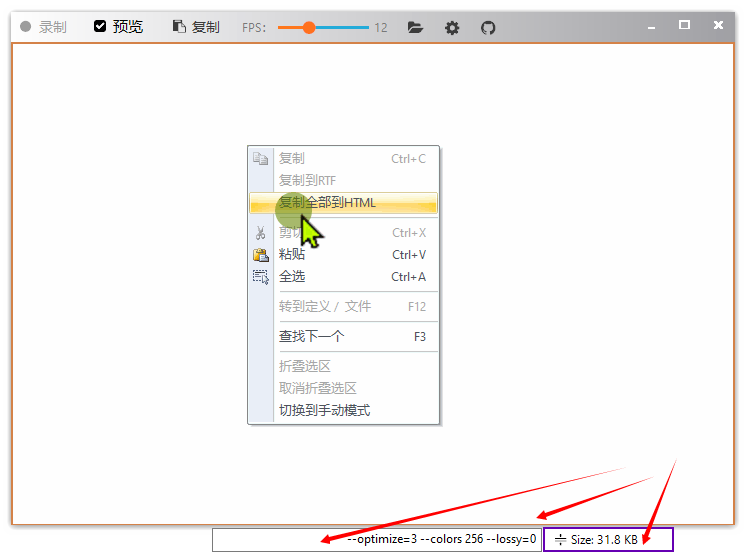 录制 预览 复制 FPS: 12
复制 Ctrl+C
复制到RTF
复制全部到HTML
剪切 Ctrl+X
粘贴 Ctrl+V
全选 Ctrl+A
转到定义 / 文件 F12
查找下一个 F3
折叠选区
取消折叠选区
切换到手动模式
--optimize=3 --colors 256 --lossy=0 Size: 31.8 KB